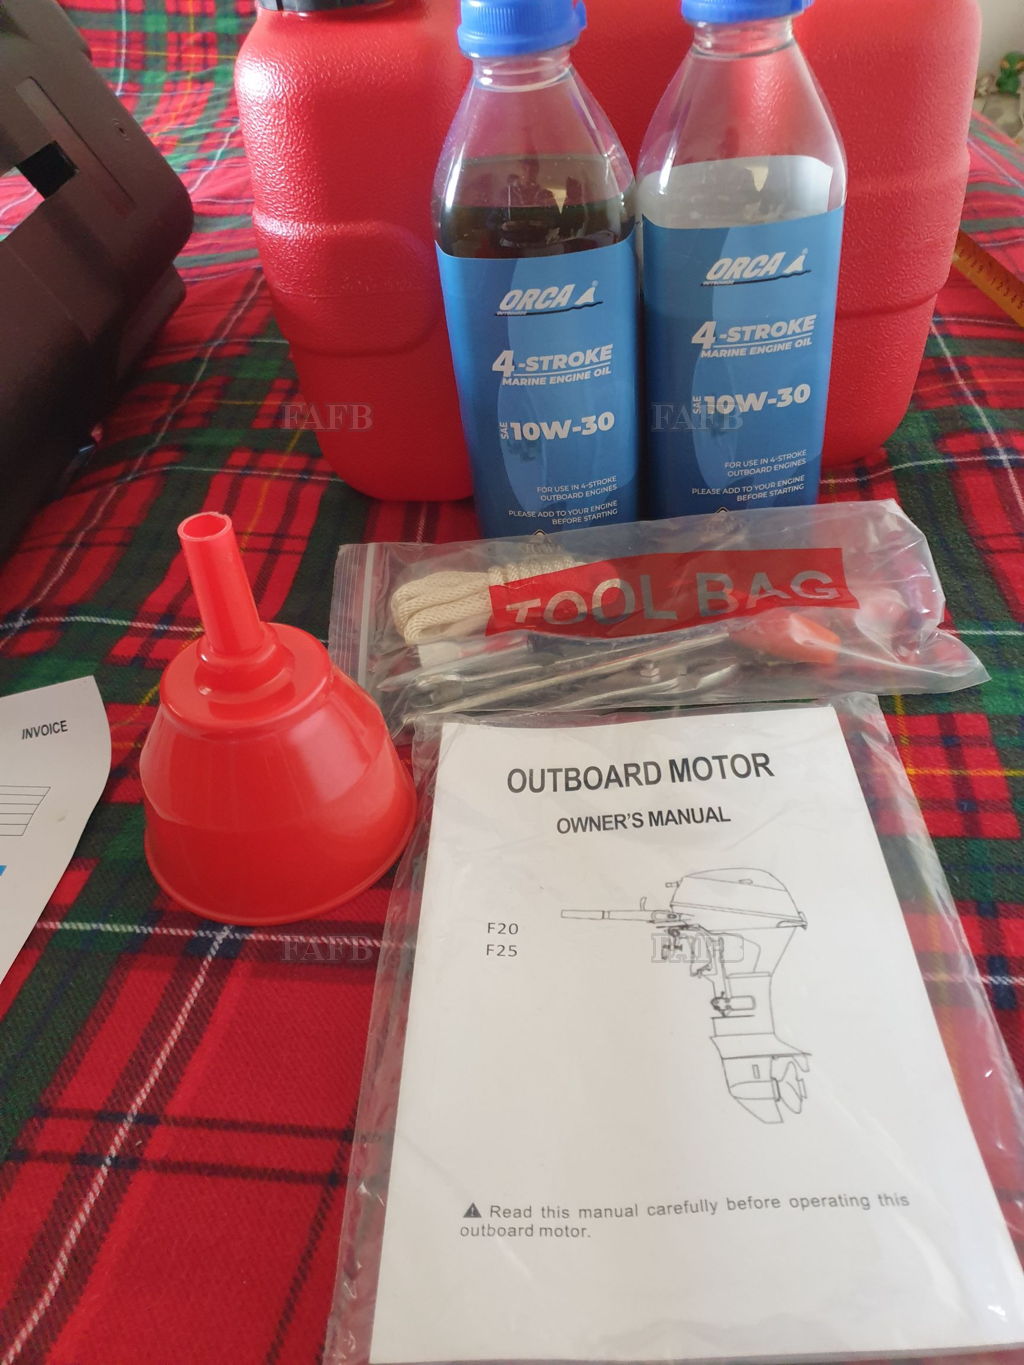 ORCA
OUTBOARDS
4-STROKE
MARINE ENGINE OIL
SAE 10W-30
FOR USE IN 4-STROKE
OUTBOARD ENGINES
PLEASE ADD TO YOUR ENGINE
BEFORE STARTING
ORCA
OUTBOARDS
4-STROKE
MARINE ENGINE OIL
SAE 10W-30
FOR USE IN 4-STROKE
OUTBOARD ENGINES
PLEASE ADD TO YOUR ENGINE
BEFORE STARTING
FAFB
FAFB
TOOL BAG
INVOICE
OUTBOARD MOTOR
OWNER'S MANUAL
F20
F25
FAFB
FAFB
Read this manual carefully before operating this
outboard motor.